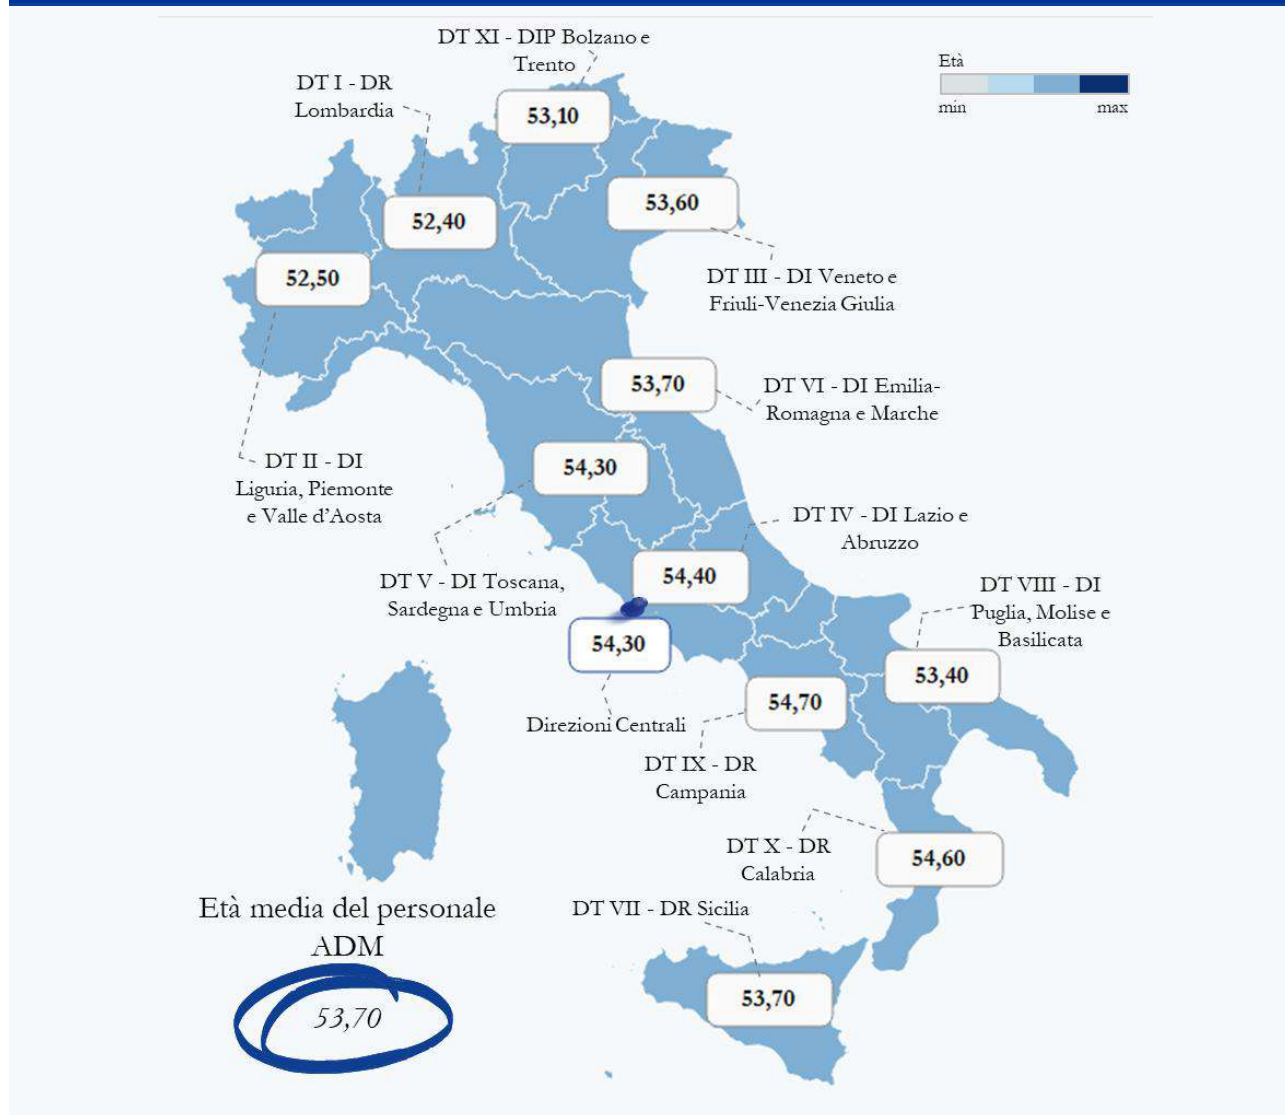 DT XI - DIP Bolzano e
Trento
DT I - DR
Lombardia
Età
min max
53,10
52,40
53,60
52,50
DT III - DI Veneto e
Friuli-Venezia Giulia
53,70
DT VI - DI Emilia-
Romagna e Marche
54,30
DT II - DI
Liguria, Piemonte
e Valle d'Aosta
DT IV - DI Lazio e
Abruzzo
DT V - DI Toscana,
Sardegna e Umbria
54,40
DT VIII - DI
Puglia, Molise e
Basilicata
54,30
53,40
54,70
Direzioni Centrali
DT IX - DR
Campania
DT X - DR
Calabria
54,60
Età media del personale
ADM
53,70
DT VII - DR Sicilia
53,70